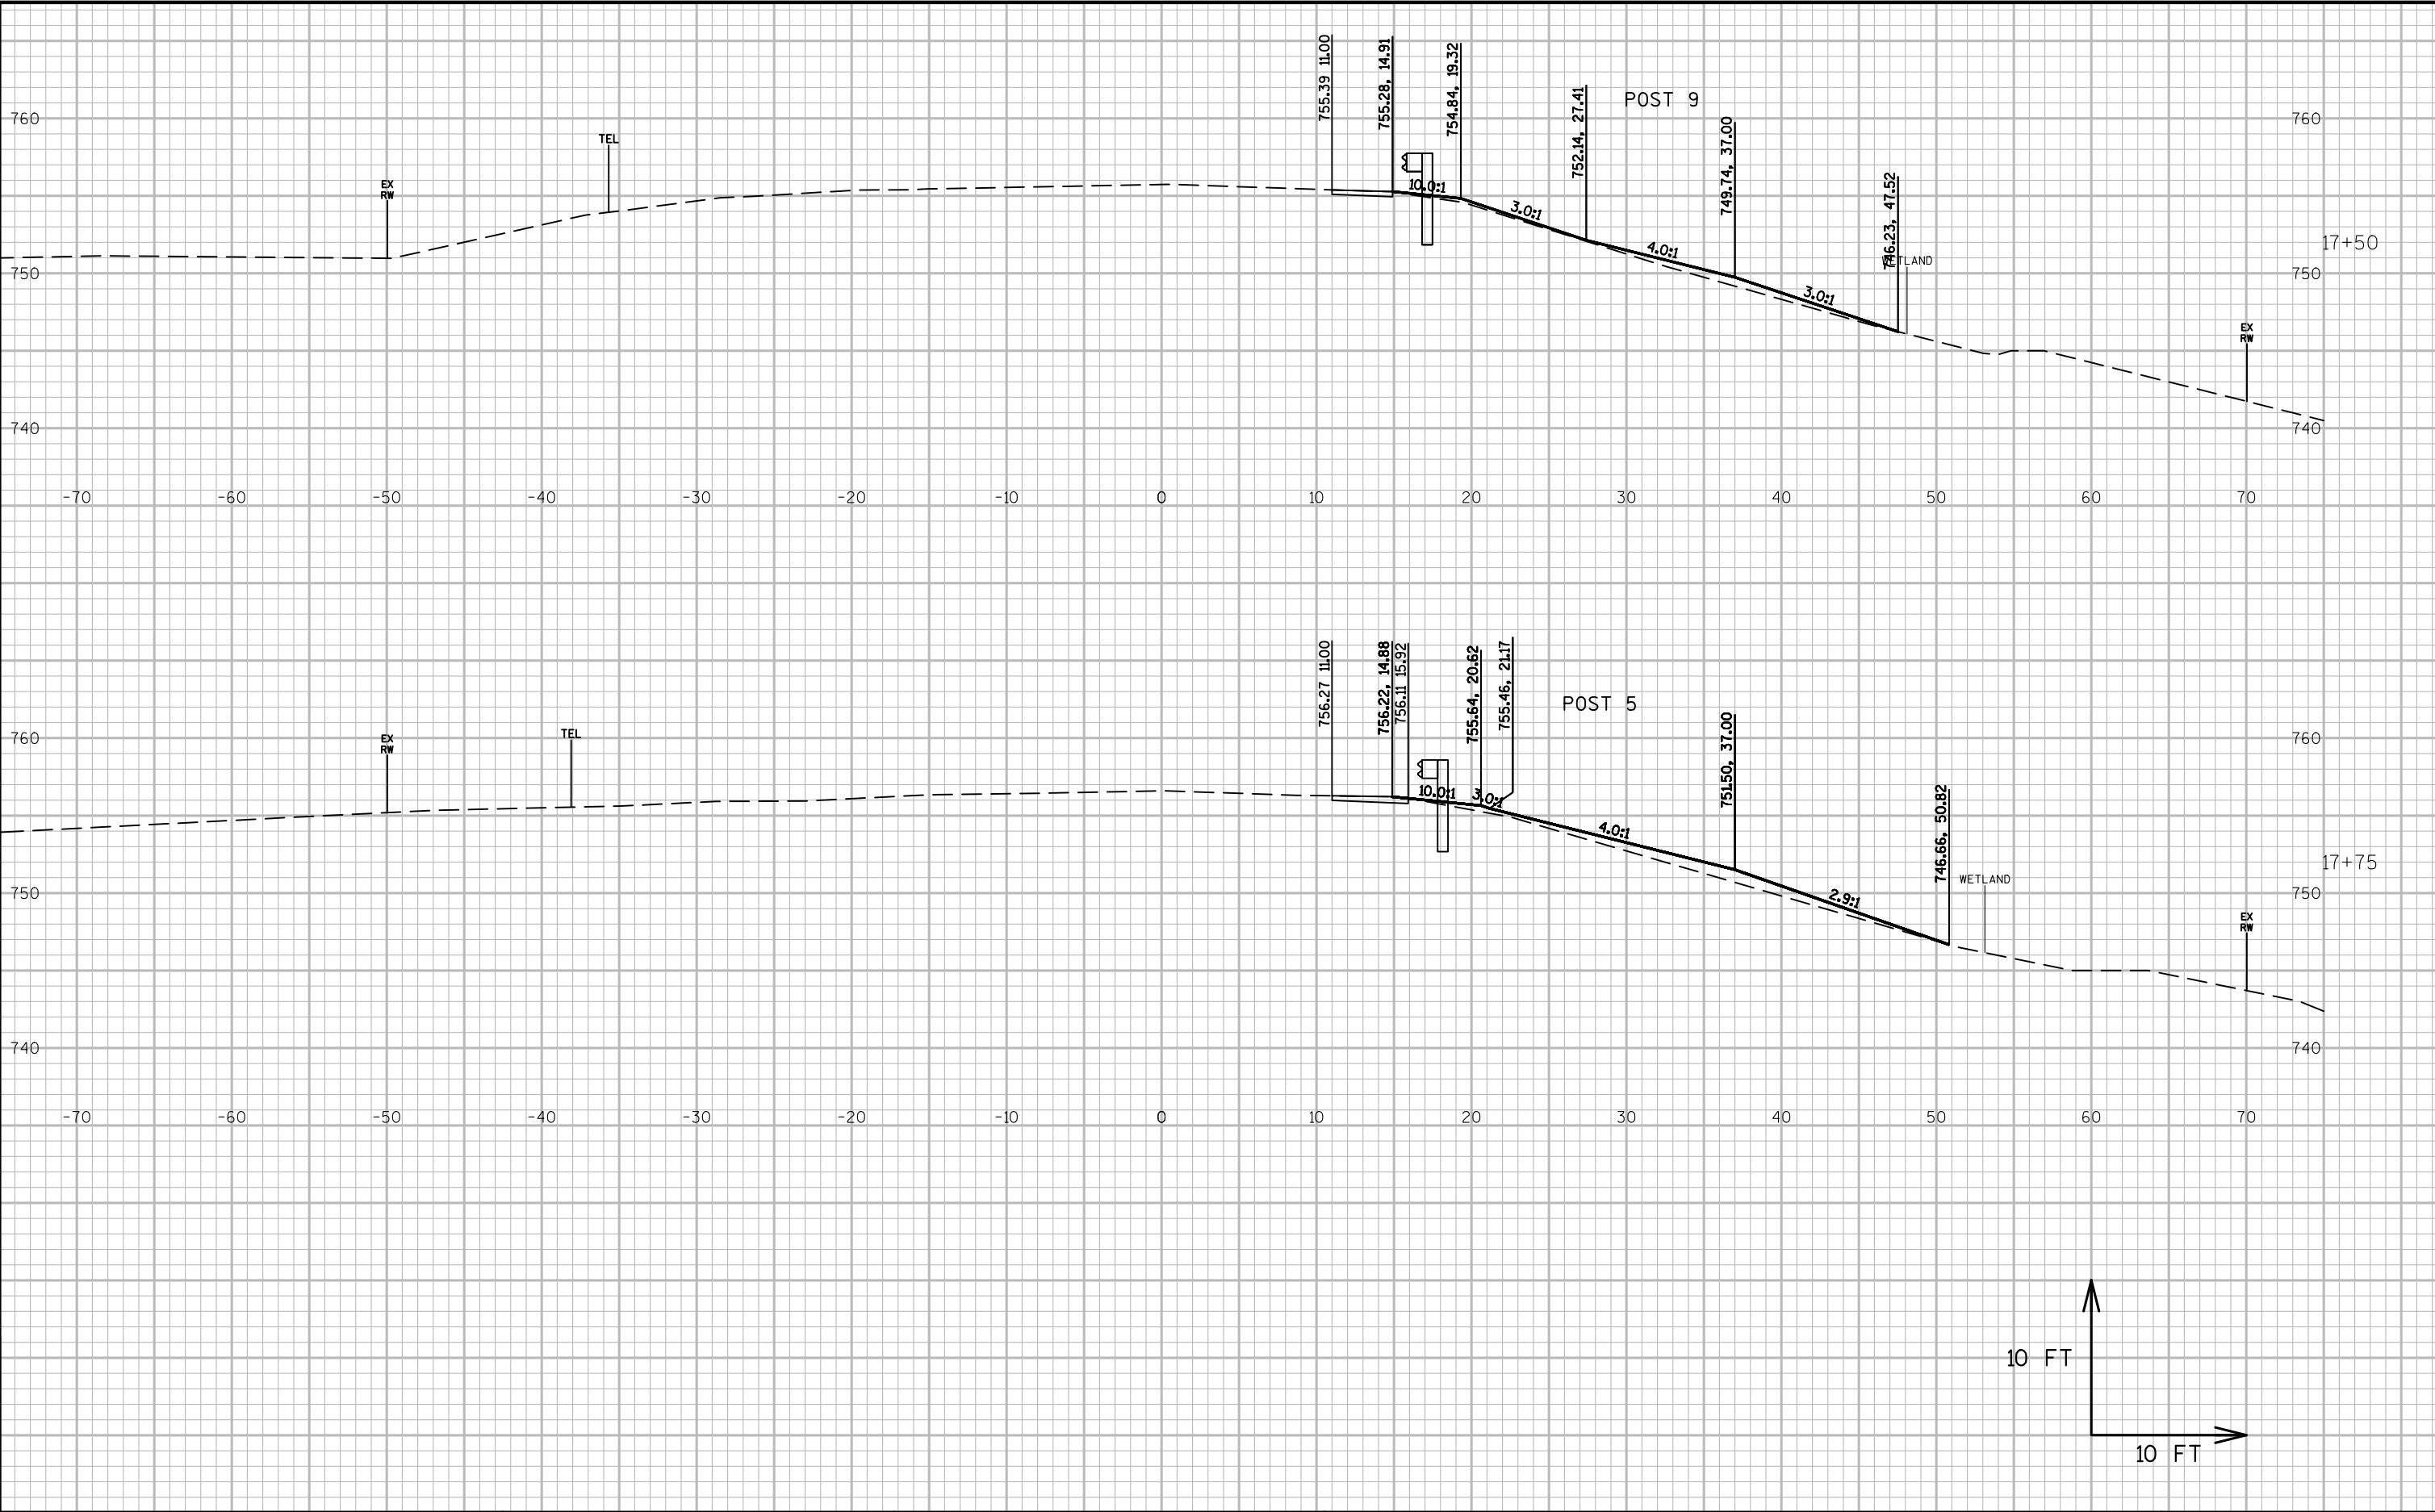 755.39 11.00
755.28, 14.91
754.84, 19.32
752.14, 27.41
POST 9
749.74, 37.00
746.23, 47.52
760
760
TEL
EX
RW
10.0:1
3.0:1
4.0:1
3.0:1
WETLAND
17+50
750
750
EX
RW
740
740
-70 -60 -50 -40 -30 -20 -10 0 10 20 30 40 50 60 70
756.27 11.00
756.22, 14.88
756.11 15.92
755.64, 20.62
755.46, 21.17
POST 5
751.50, 37.00
746.66, 50.82
760
760
EX
RW
TEL
10.0:1
3.0:1
4.0:1
2.9:1
WETLAND
17+75
750
750
EX
RW
740
740
-70 -60 -50 -40 -30 -20 -10 0 10 20 30 40 50 60 70
10 FT
10 FT